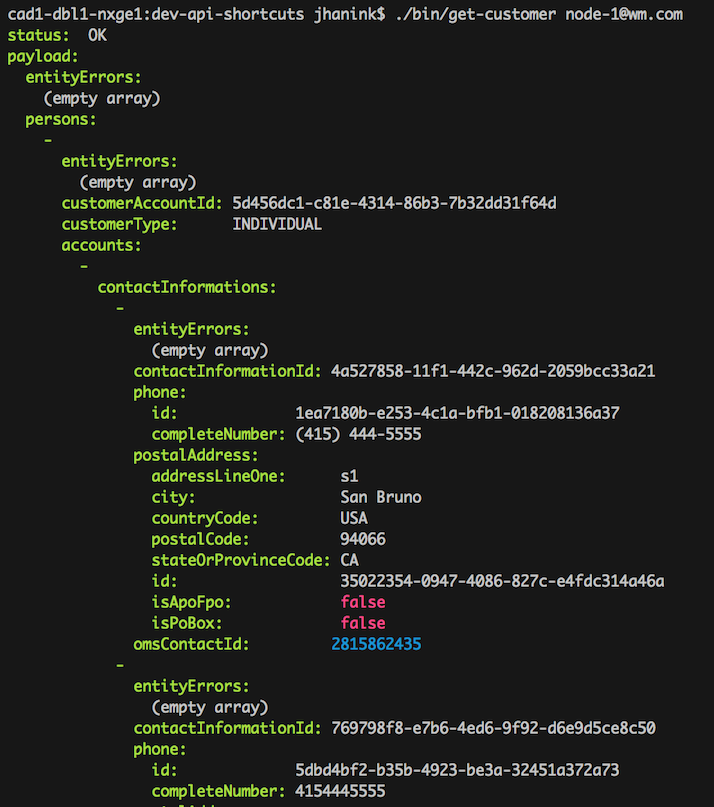 cad1-dbl1-nxge1:dev-api-shortcuts jhanink$ ./bin/get-customer node-1@wm.com
status:  OK
payload:
  entityErrors:
    (empty array)
  persons:
    -
      entityErrors:
        (empty array)
      customerAccountId: 5d456dc1-c81e-4314-86b3-7b32dd31f64d
      customerType:      INDIVIDUAL
      accounts:
        -
          contactInformations:
            -
              entityErrors:
                (empty array)
              contactInformationId: 4a527858-11f1-442c-962d-2059bcc33a21
              phone:
                id:             1ea7180b-e253-4c1a-bfb1-018208136a37
                completeNumber: (415) 444-5555
              postalAddress:
                addressLineOne:      s1
                city:                San Bruno
                countryCode:         USA
                postalCode:          94066
                stateOrProvinceCode: CA
                id:                  35022354-0947-4086-827c-e4fdc314a46a
                isApoFpo:            false
                isPoBox:             false
              omsContactId:         2815862435
            -
              entityErrors:
                (empty array)
              contactInformationId: 769798f8-e7b6-4ed6-9f92-d6e9d5ce8c50
              phone:
                id:             5dbd4bf2-b35b-4923-be3a-32451a372a73
                completeNumber: 4154445555